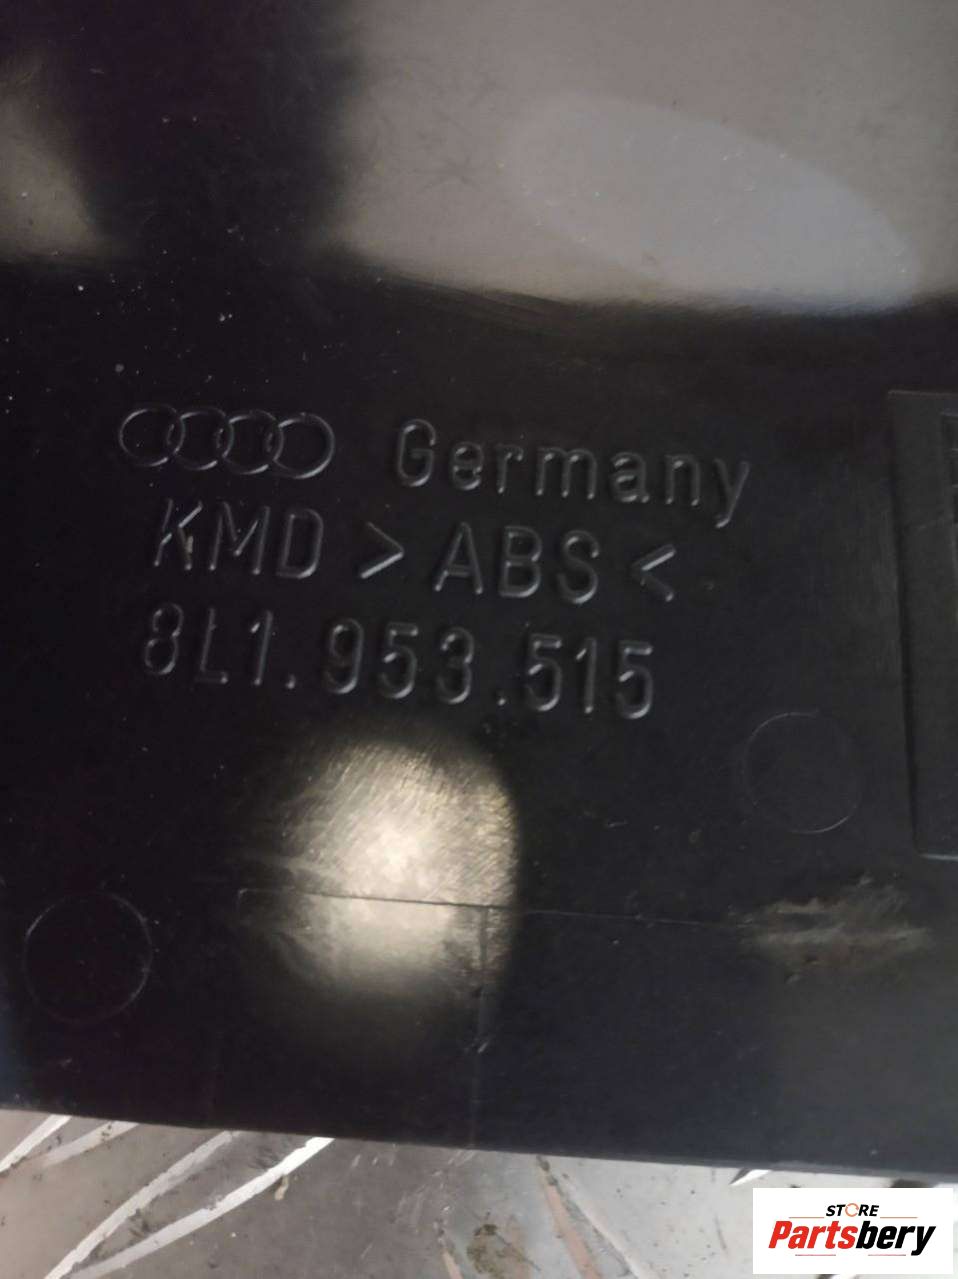 Germany
KMD >ABS<
8L1.953.515
STORE
Partsbery